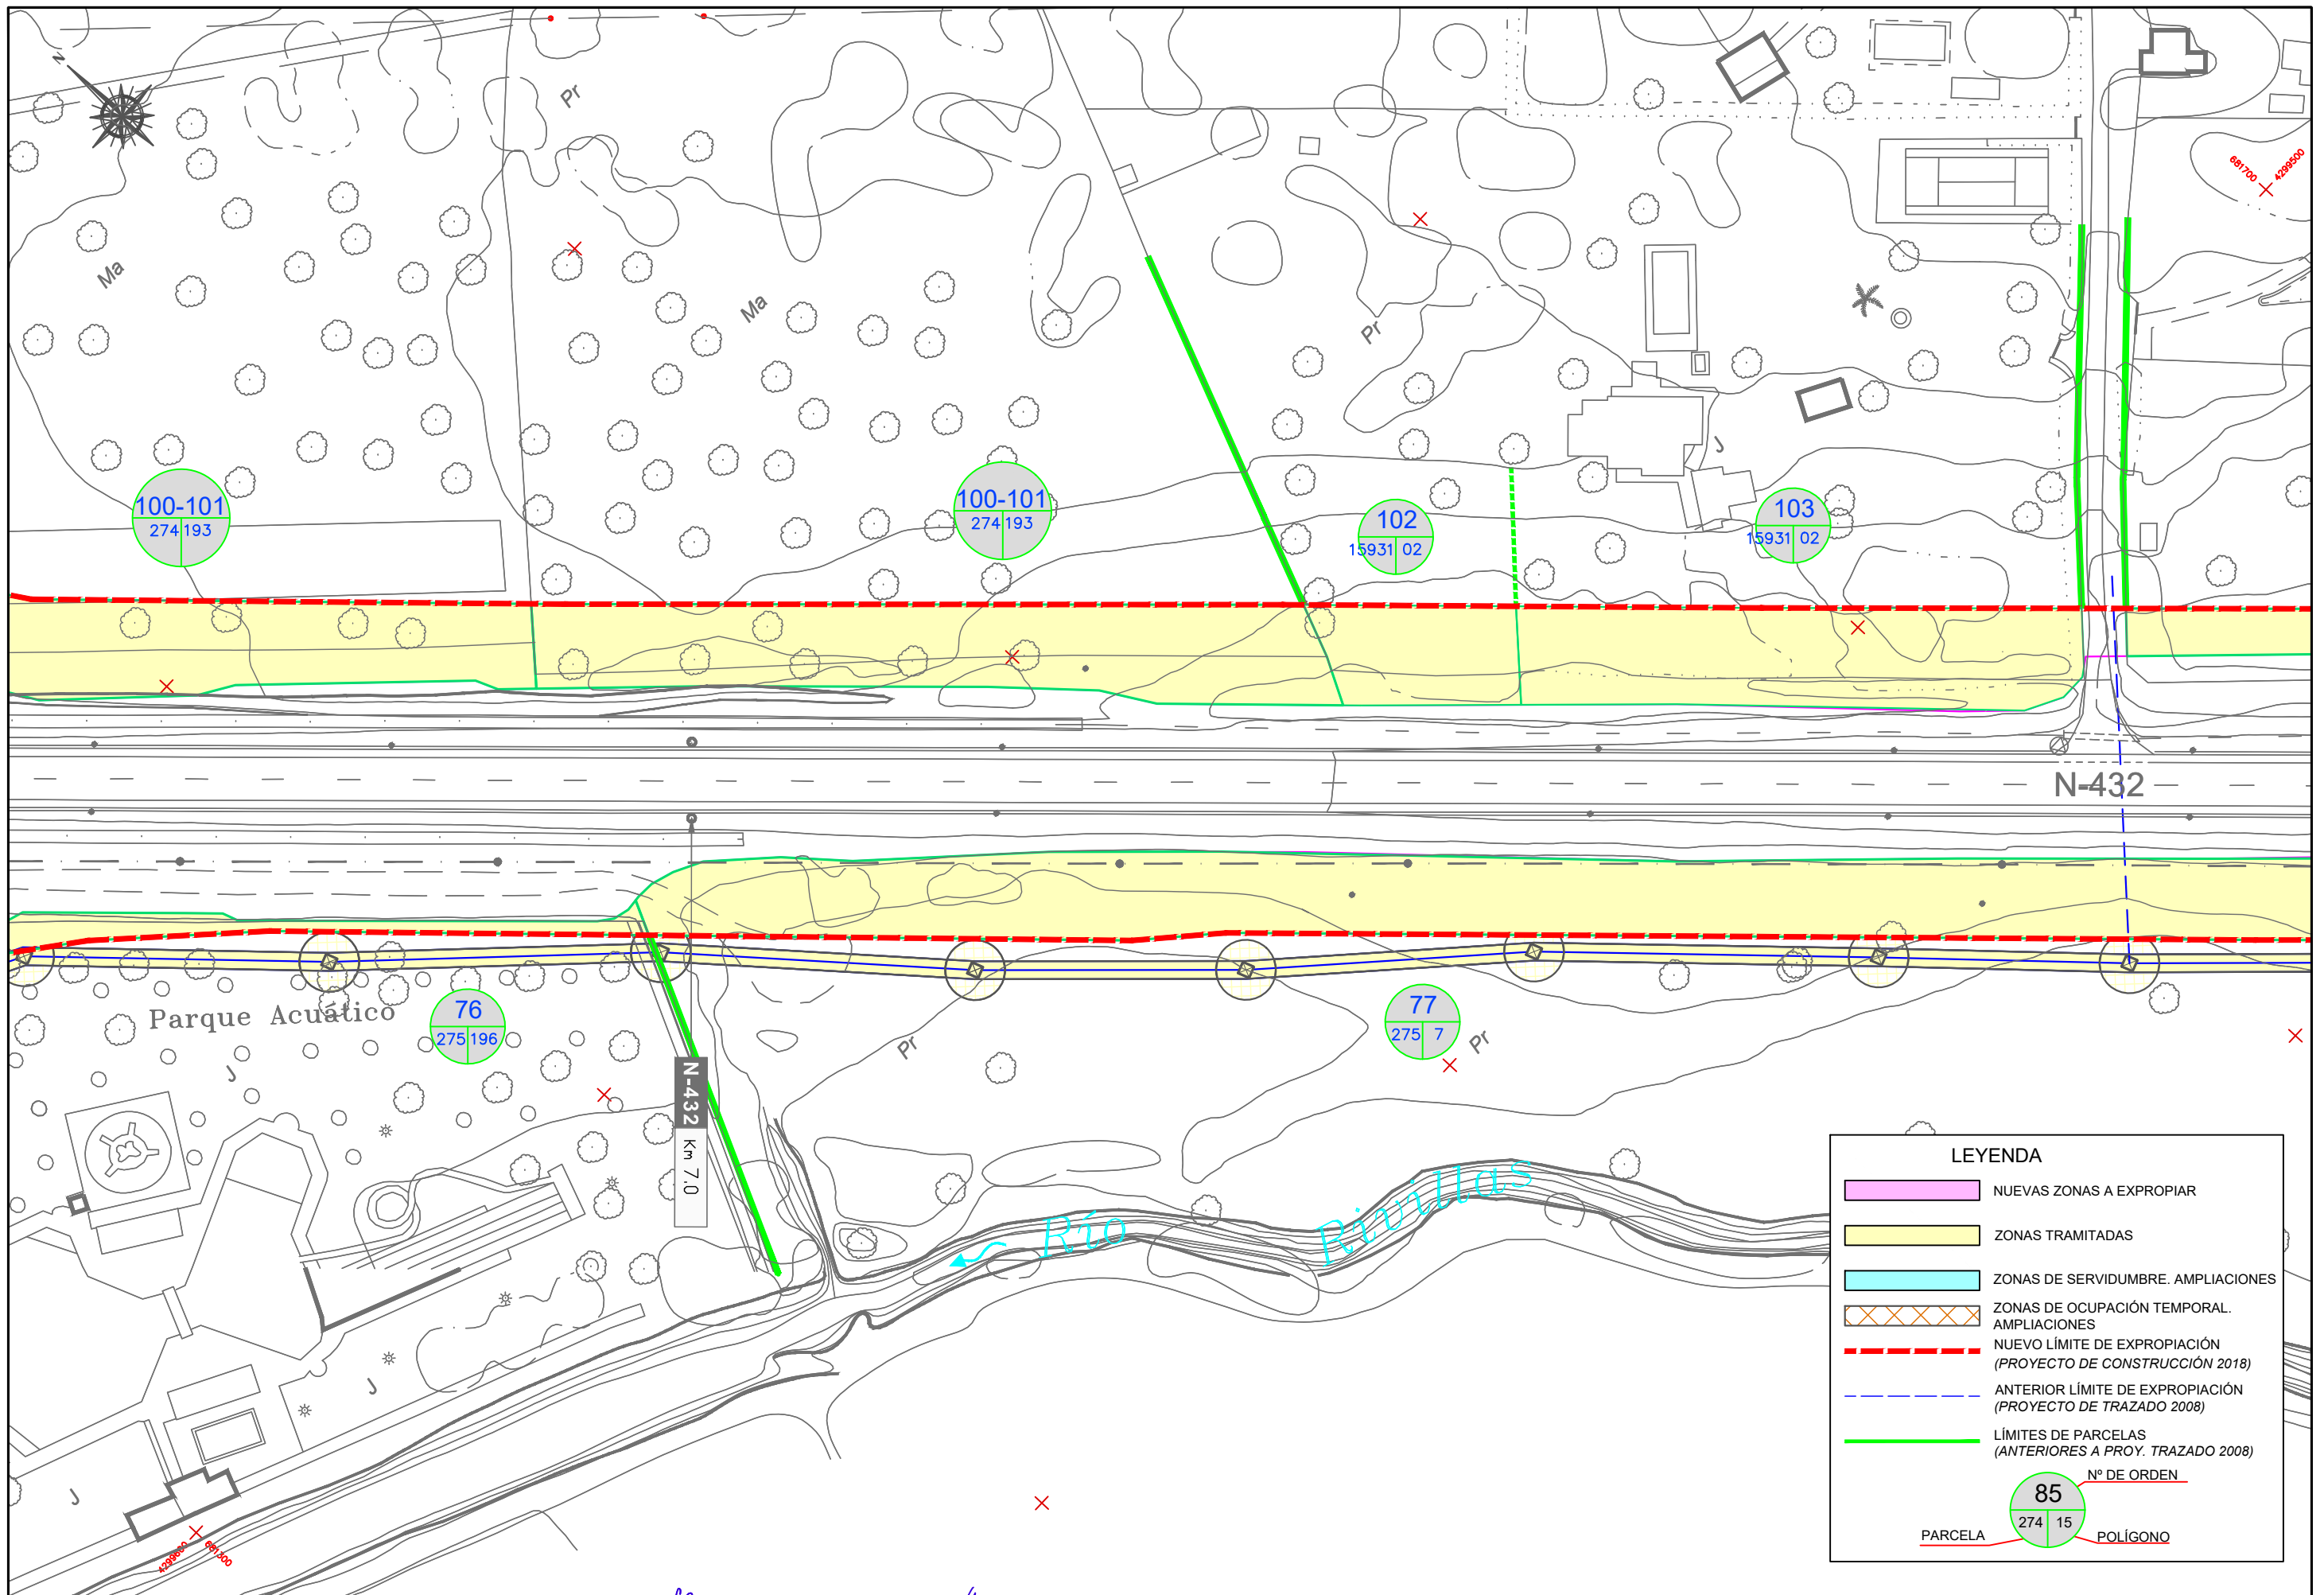 N
Pr
681700
4299500
Ma
Ma
Pr
J
100-101
274 193
100-101
274 193
102
15931 02
103
15931 02
N-432
Parque Acuático
76
275 196
77
275 7
Pr
Pr
J
N-432 Km 7.0
Río Rivillas
J
J
681300
LEYENDA
NUEVAS ZONAS A EXPROPIAR
ZONAS TRAMITADAS
ZONAS DE SERVIDUMBRE. AMPLIACIONES
ZONAS DE OCUPACIÓN TEMPORAL.
AMPLIACIONES
NUEVO LÍMITE DE EXPROPIACIÓN
(PROYECTO DE CONSTRUCCIÓN 2018)
ANTERIOR LÍMITE DE EXPROPIACIÓN
(PROYECTO DE TRAZADO 2008)
LÍMITES DE PARCELAS
(ANTERIORES A PROY. TRAZADO 2008)
Nº DE ORDEN
85
274 15
PARCELA
POLÍGONO